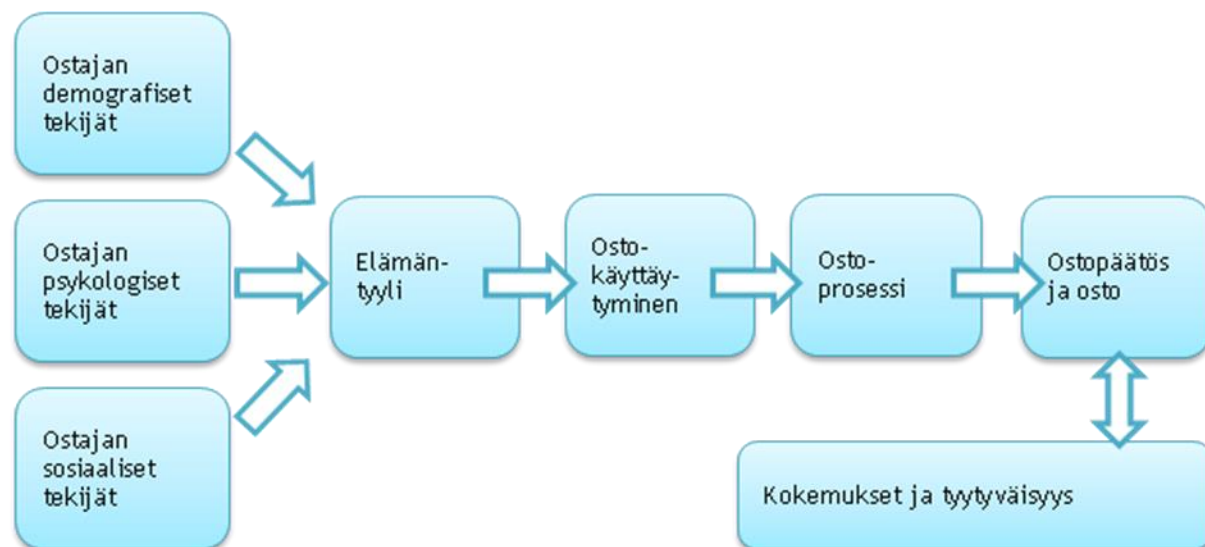 Ostajan
demografiset
tekijät
Ostajan
psykologiset
tekijät
Ostajan
sosiaaliset
tekijät
Elämän-
tyyli
Osto-
käyttäy-
tyminen
Osto-
prosessi
Ostopäätös
ja osto
Kokemukset ja tyytyväisyys